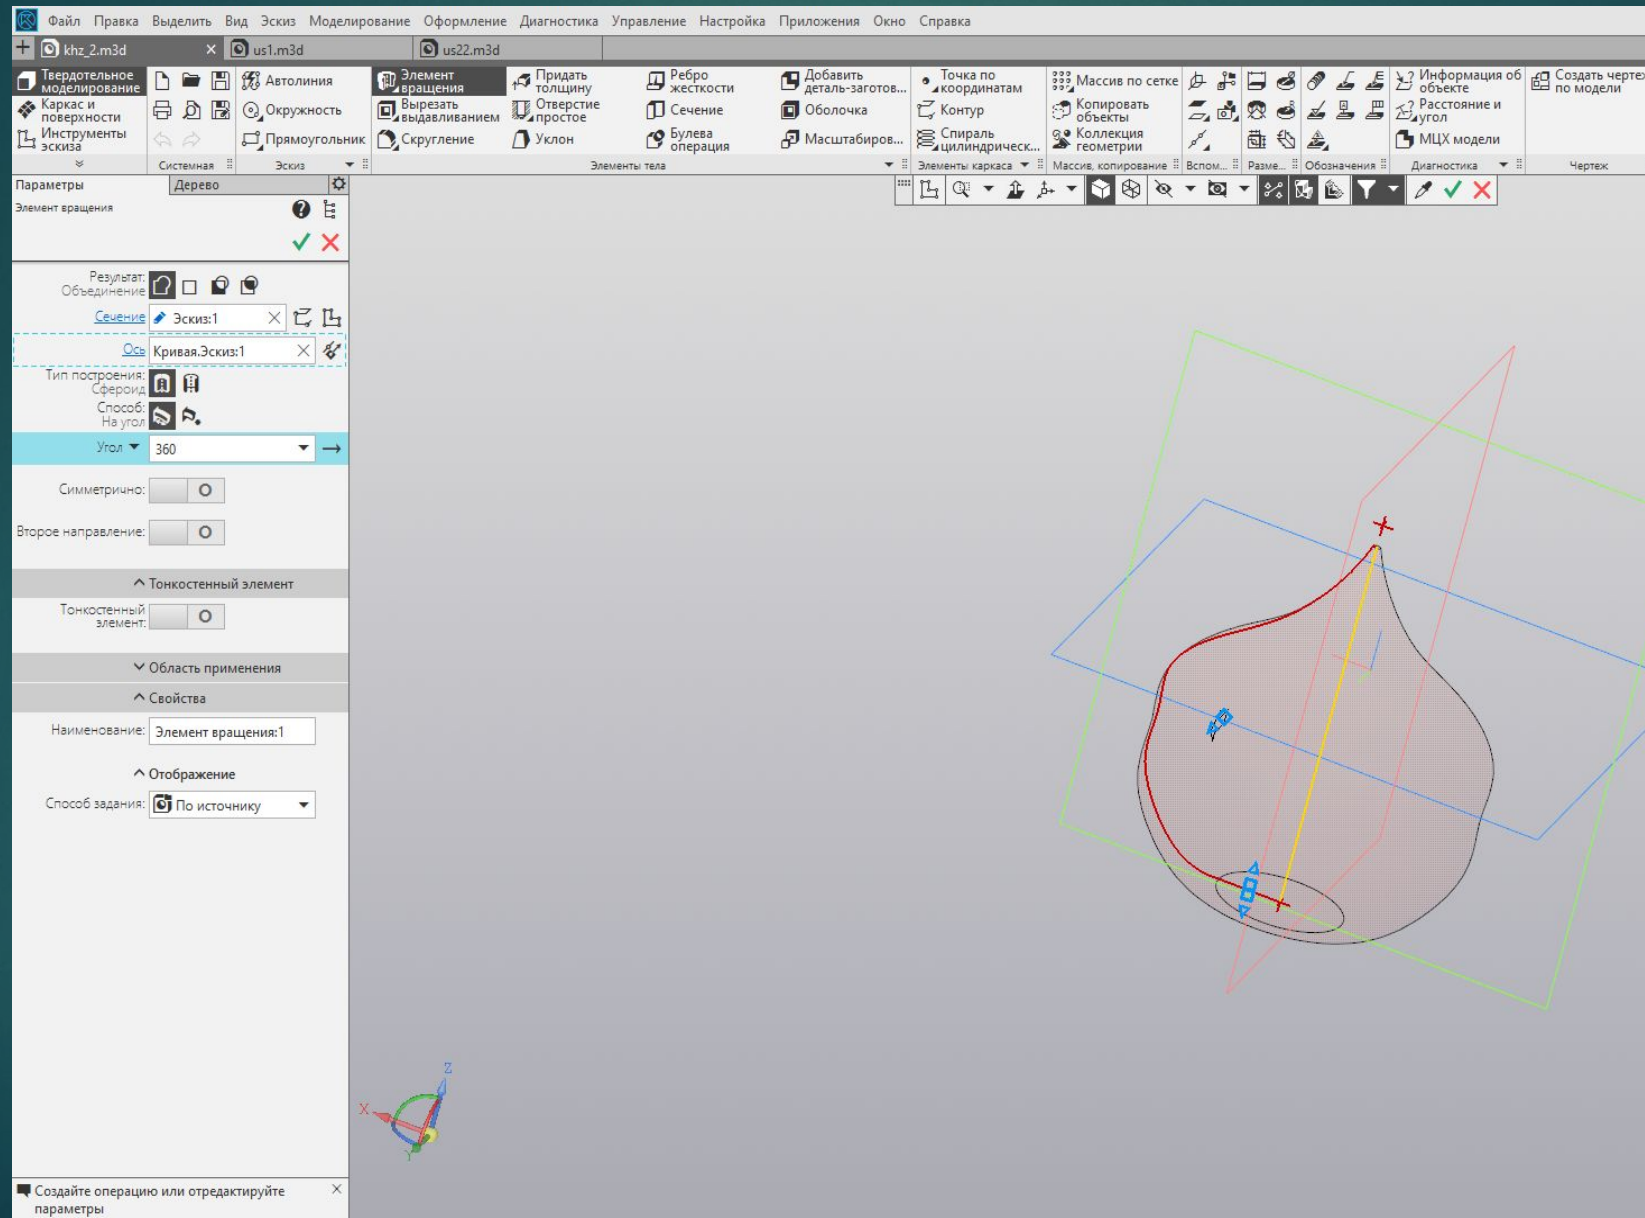 Файл Правка Выделить Вид Эскиз Моделирование Оформление Диагностика Управление Настройка Приложения Окно Справка
khz_2.m3d
us1.m3d
us22.m3d
Твердотельное моделирование
Каркас и поверхности
Инструменты эскиза
Системная
Автолиния
Окружность
Прямоугольник
Эскиз
Элемент вращения
Вырезать выдавливанием
Скругление
Придать толщину
Отверстие простое
Уклон
Ребро жесткости
Сечение
Булева операция
Добавить деталь-заготов...
Оболочка
Масштабиров...
Элементы тела
Точка по координатам
Контур
Спираль цилиндрическ...
Элементы каркаса
Массив по сетке
Копировать объекты
Коллекция геометрии
Массив, копирование
Вспом...
Разме...
Обозначения
Информация об объекте
Расстояние и угол
МЦХ модели
Диагностика
Создать чертеж по модели
Чертеж
Параметры
Дерево
Элемент вращения
Результат:
Объединение
Сечение
Эскиз:1
Ось
Кривая.Эскиз:1
Тип построения:
Сфероид
Способ:
На угол
Угол
360
Симметрично:
Второе направление:
Тонкостенный элемент
Тонкостенный элемент:
Область применения
Свойства
Наименование:
Элемент вращения:1
Отображение
Способ задания:
По источнику
Z
X
Y
Создайте операцию или отредактируйте
параметры